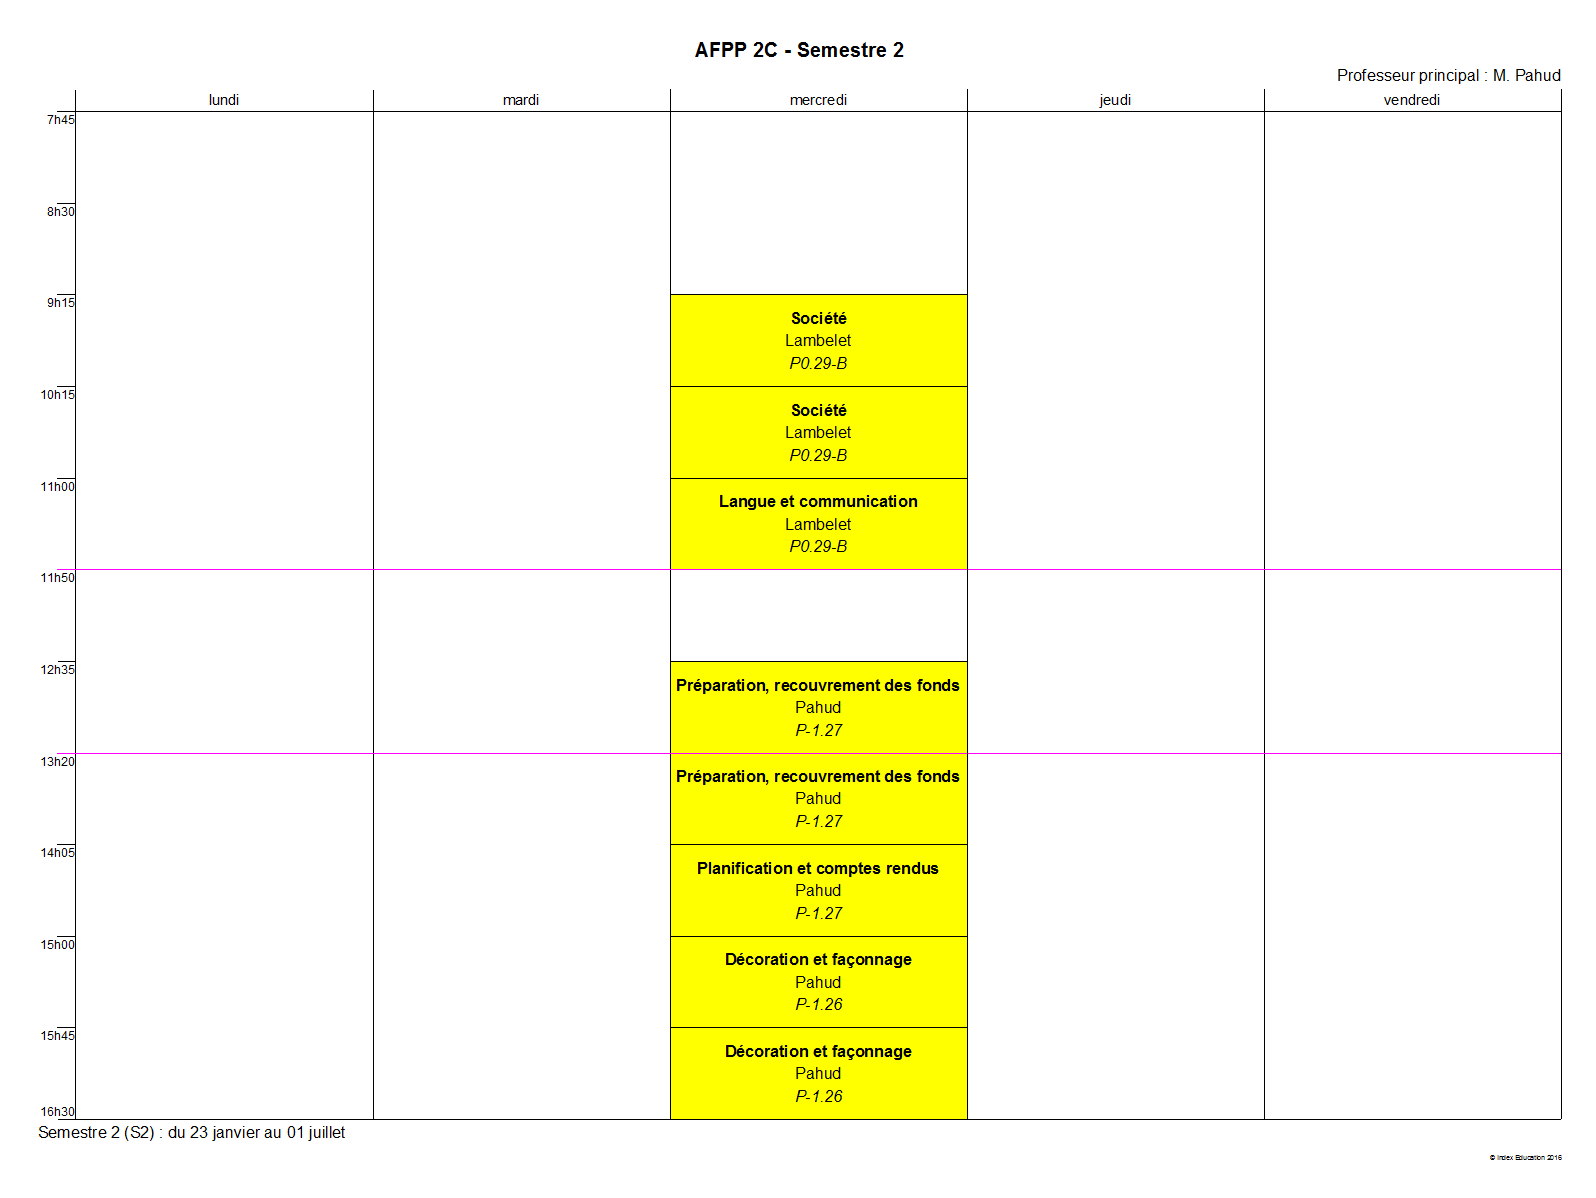 AFPP 2C - Semestre 2
Professeur principal : M. Pahud
lundi
mardi
mercredi
jeudi
vendredi
7h45
8h30
9h15
Société
Lambelet
P0.29-B
10h15
Société
Lambelet
P0.29-B
11h00
Langue et communication
Lambelet
P0.29-B
11h50
12h35
Préparation, recouvrement des fonds
Pahud
P-1.27
13h20
Préparation, recouvrement des fonds
Pahud
P-1.27
14h05
Planification et comptes rendus
Pahud
P-1.27
15h00
Décoration et façonnage
Pahud
P-1.26
15h45
Décoration et façonnage
Pahud
P-1.26
16h30
Semestre 2 (S2) : du 23 janvier au 01 juillet
© Index Education 2016